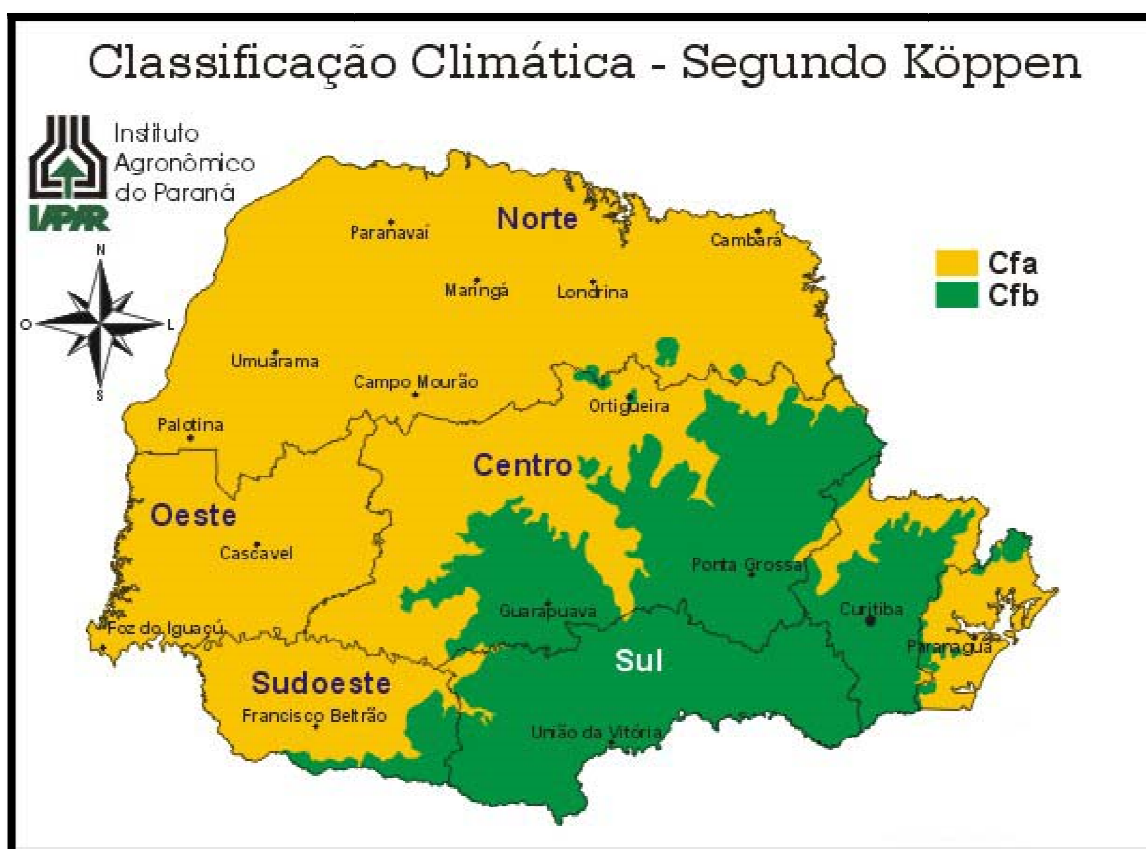 Classificação Climática - Segundo Köppen
Instituto
Agronômico
do Paraná
IAPAR
N
O
L
S
Cfa
Cfb
Norte
Paranavaí
Cambará
Maringá
Londrina
Umuarama
Campo Mourão
Ortigueira
Palotina
Centro
Oeste
Cascavel
Ponta Grossa
Guarapuava
Curitiba
Foz do Iguaçú
Paranaguá
Sul
Sudoeste
Francisco Beltrão
União da Vitória